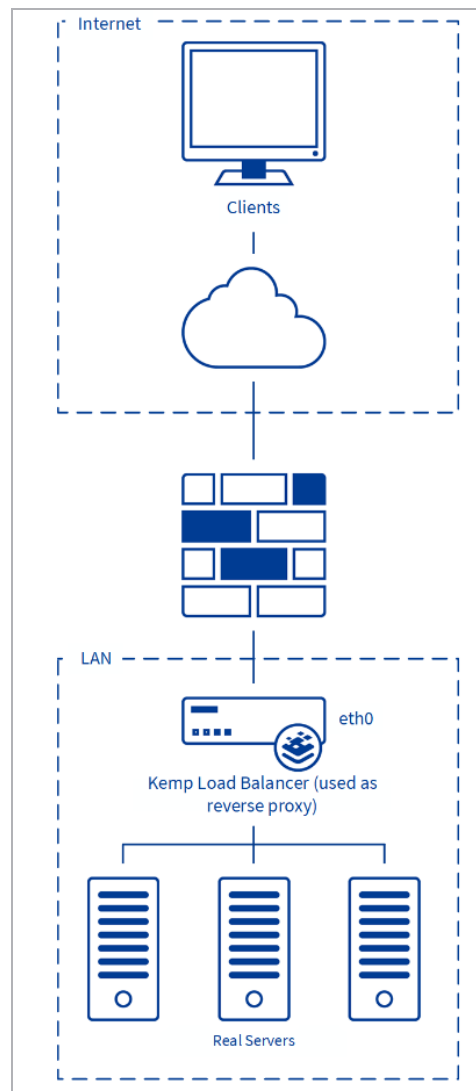 Internet
Clients
LAN
eth0
Kemp Load Balancer (used as
reverse proxy)
Real Servers